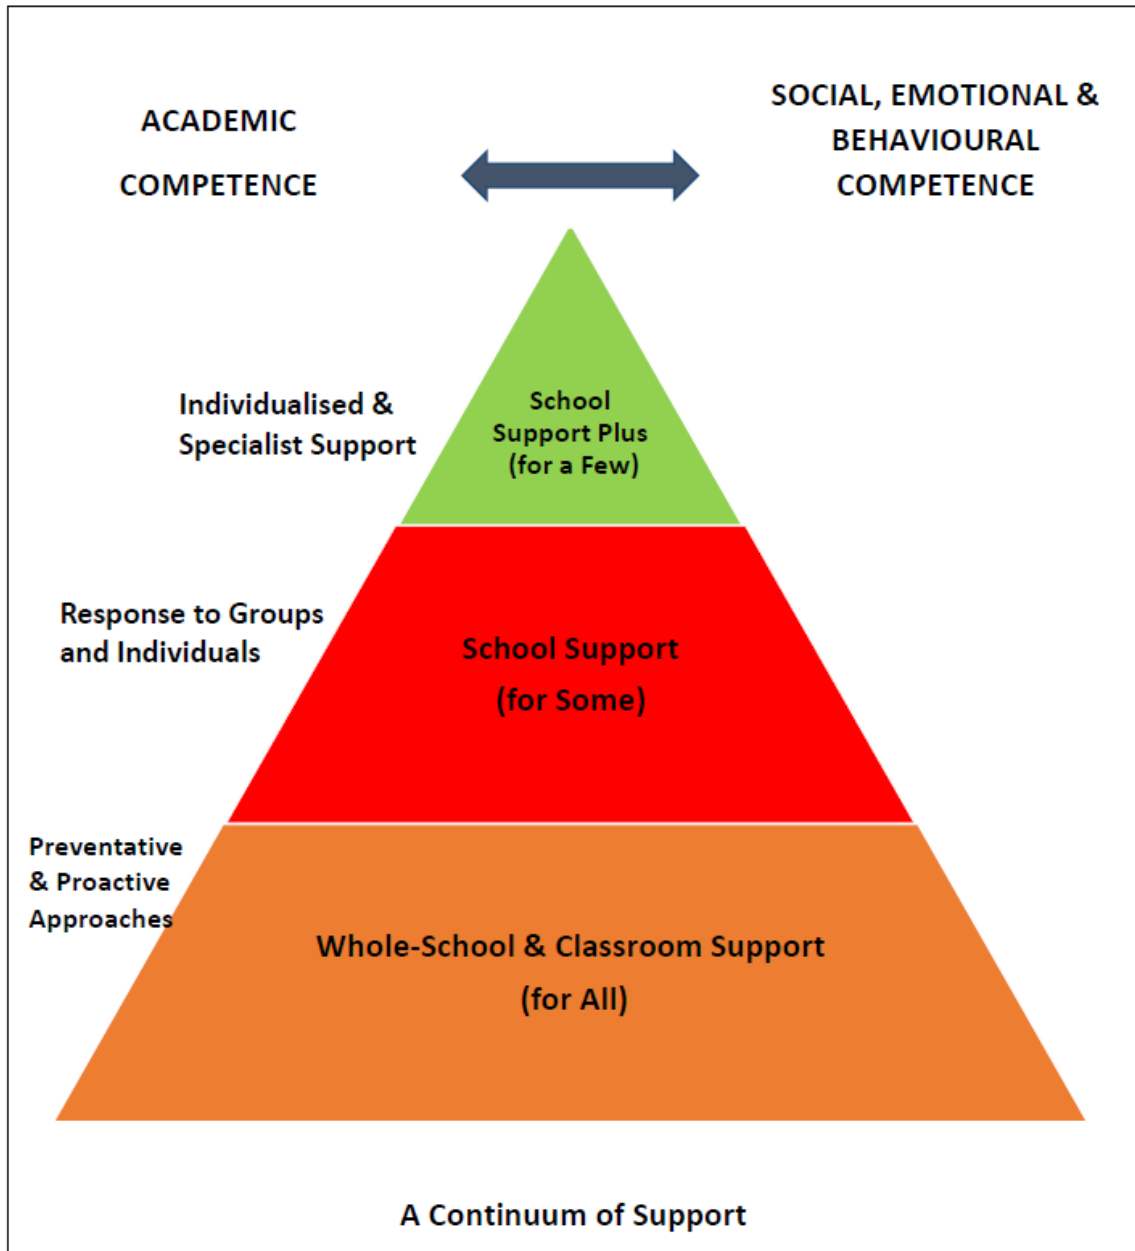 ACADEMIC
COMPETENCE
SOCIAL, EMOTIONAL &
BEHAVIOURAL
COMPETENCE
Individualised &
Specialist Support
School
Support Plus
(for a Few)
Response to Groups
and Individuals
School Support
(for Some)
Preventative
& Proactive
Approaches
Whole-School & Classroom Support
(for All)
A Continuum of Support